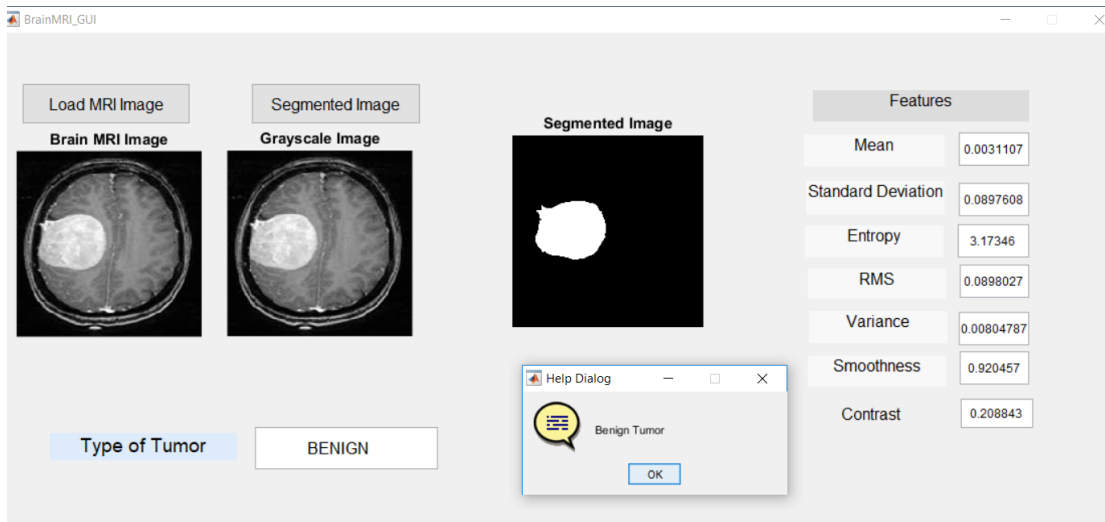 BrainMRI_GUI
Load MRI Image
Segmented Image
Brain MRI Image
Grayscale Image
Segmented Image
Features
Mean
0.0031107
Standard Deviation
0.0897608
Entropy
3.17346
RMS
0.0898027
Variance
0.00804787
Smoothness
0.920457
Contrast
0.208843
Help Dialog
Benign Tumor
OK
Type of Tumor
BENIGN